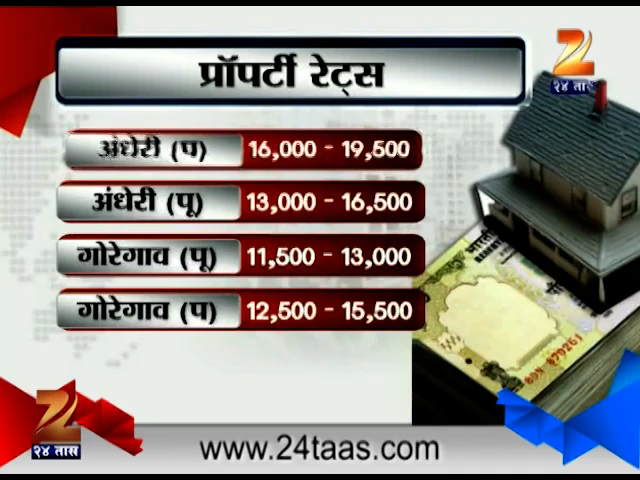 प्रॉपर्टी रेट्स
२४ तास
अंधेरी (प) 16,000 - 19,500
अंधेरी (पू) 13,000 - 16,500
गोरेगाव (पू) 11,500 - 13,000
गोरेगाव (प) 12,500 - 15,500
२४ तास
www.24taas.com